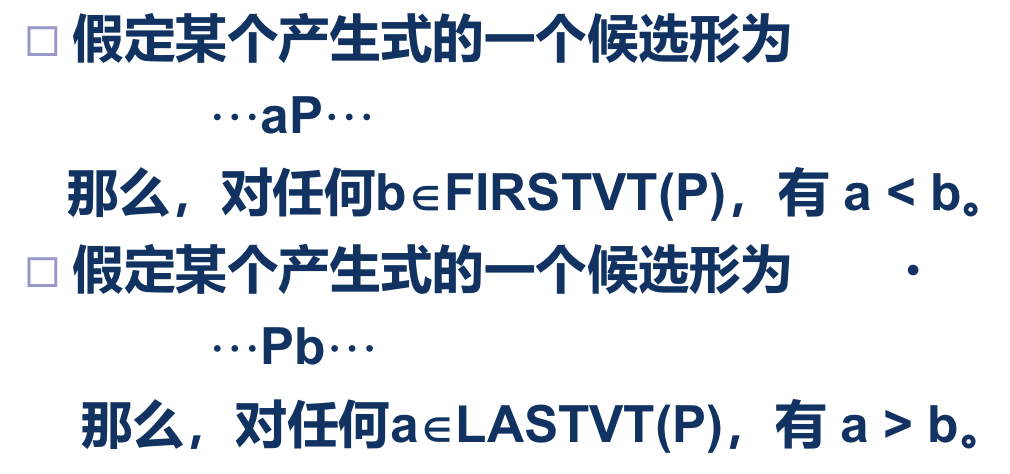 □ 假定某个产生式的一个候选形为
…aP…
那么，对任何b∈FIRSTVT(P)，有 a < b。
□ 假定某个产生式的一个候选形为 ·
…Pb…
那么，对任何a∈LASTVT(P)，有 a > b。